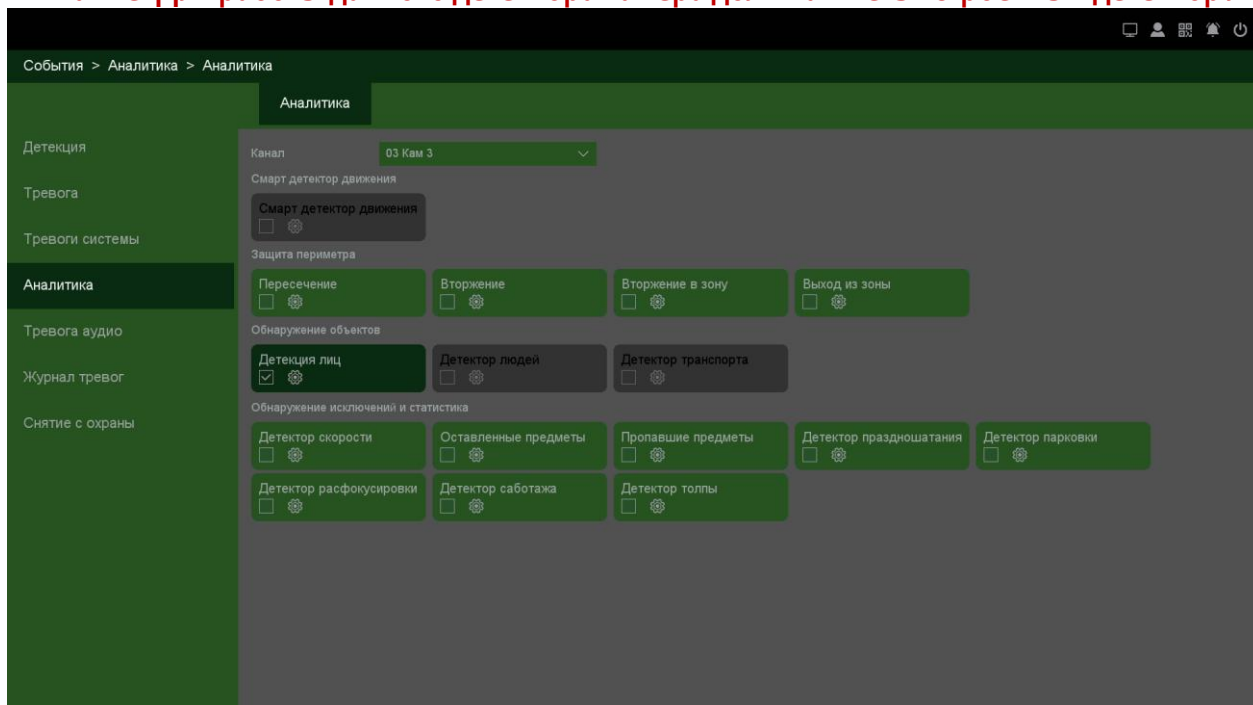 События > Аналитика > Аналитика
Аналитика
Детекция
Тревога
Тревоги системы
Аналитика
Тревога аудио
Журнал тревог
Снятие с охраны
Канал 03 Кам 3
Смарт детектор движения
Смарт детектор движения
Защита периметра
Пересечение Вторжение Вторжение в зону Выход из зоны
Обнаружение объектов
Детекция лиц Детектор людей Детектор транспорта
Обнаружение исключений и статистика
Детектор скорости Оставленные предметы Пропавшие предметы Детектор праздношатания Детектор парковки
Детектор расфокусировки Детектор саботажа Детектор толпы